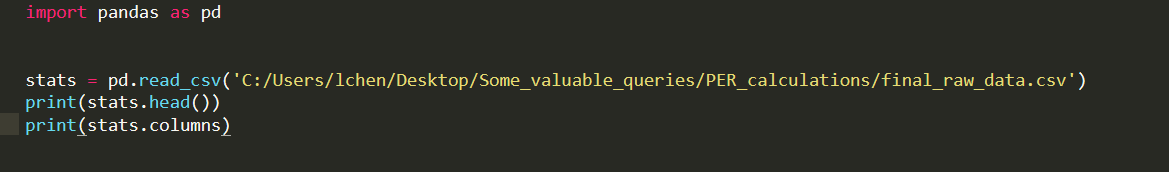 import pandas as pd
stats = pd.read_csv('C:/Users/lchen/Desktop/Some_valuable_queries/PER_calculations/final_raw_data.csv')
print(stats.head())
print(stats.columns)